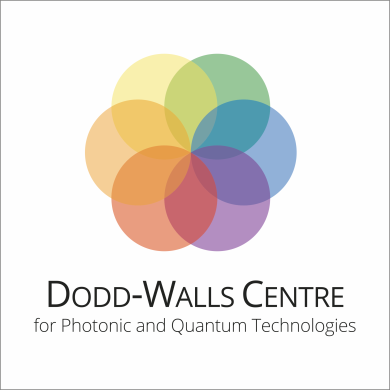 Dodd-Walls Centre
for Photonic and Quantum Technologies